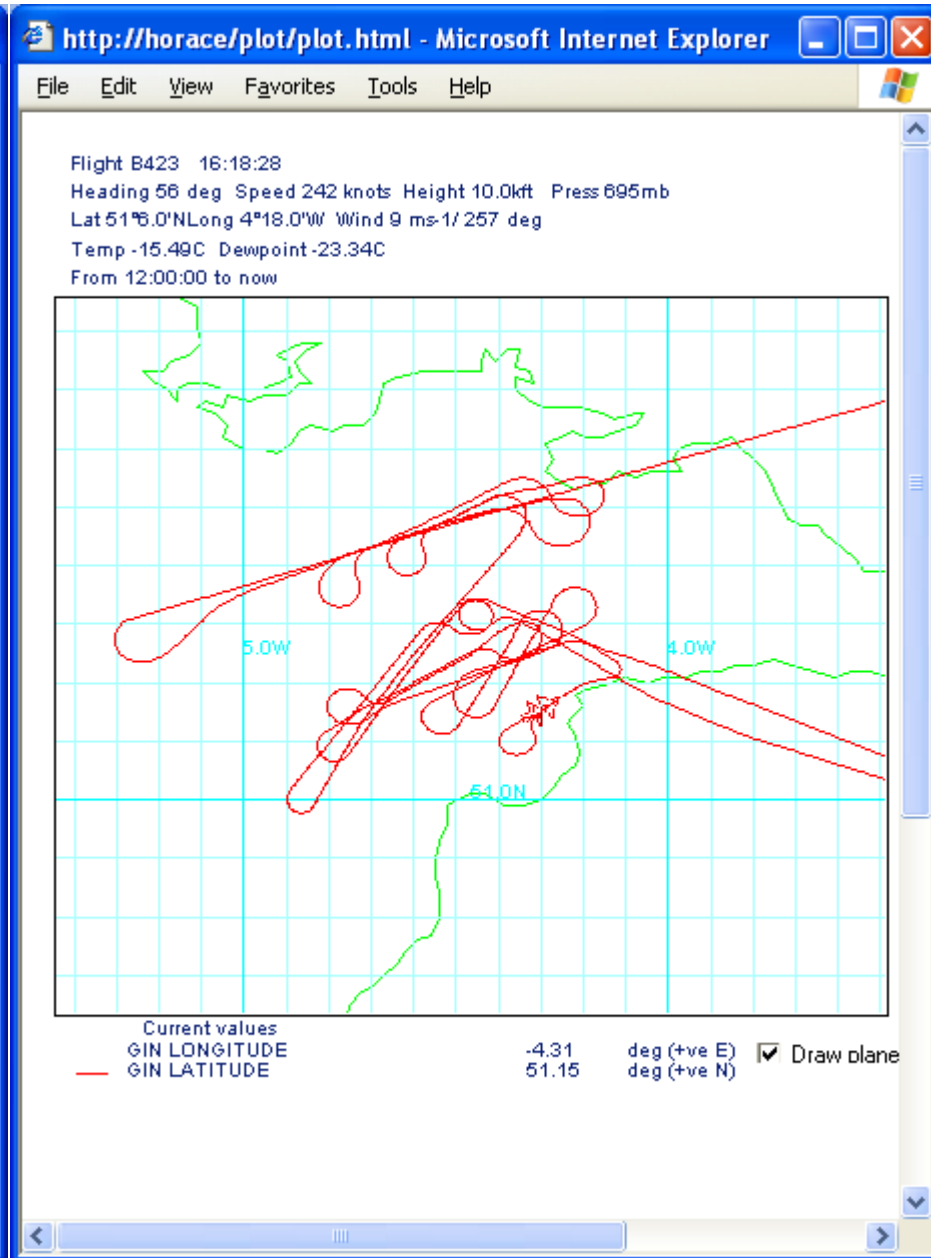 http://horace/plot/plot.html - Microsoft Internet Explorer
File Edit View Favorites Tools Help
Flight B423 16:18:28
Heading 56 deg Speed 242 knots Height 10.0kft Press 695mb
Lat 51°6.0'NLong 4°18.0'W Wind 9 ms-1/ 257 deg
Temp -15.49C Dewpoint -23.34C
From 12:00:00 to now
5.0W 4.0W
51.0N
Current values
GIN LONGITUDE -4.31 deg (+ve E)
GIN LATITUDE 51.15 deg (+ve N)
Draw plane